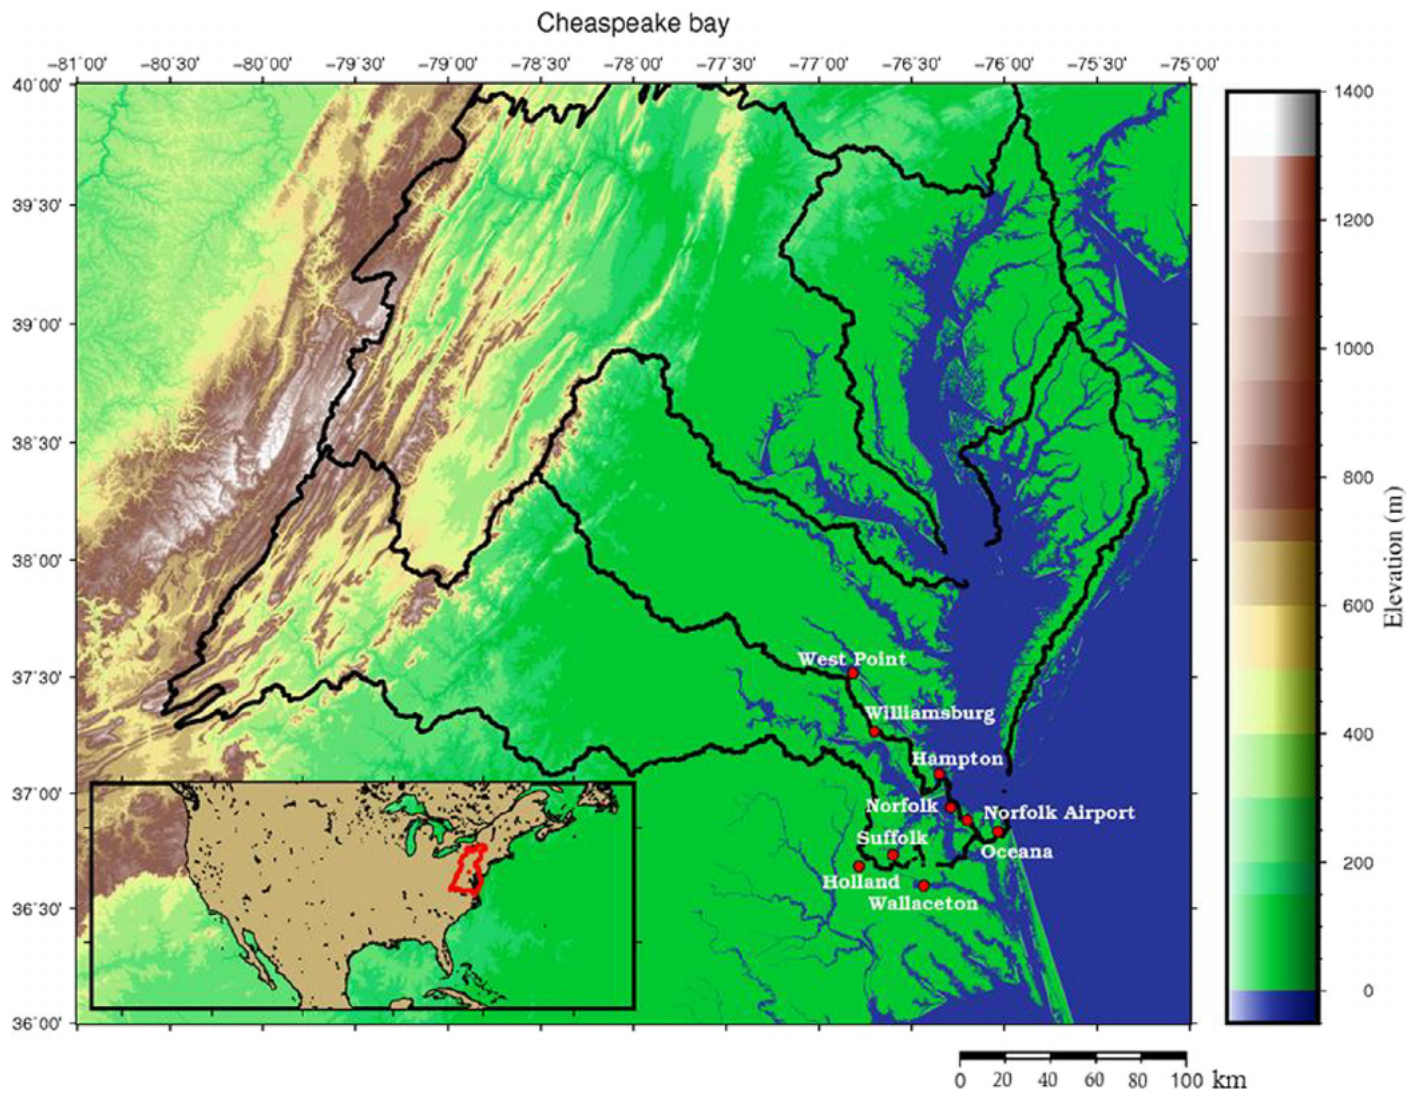 Cheaspeake bay
−81°00' −80°30' −80°00' −79°30' −79°00' −78°30' −78°00' −77°30' −77°00' −76°30' −76°00' −75°30' −75°00'
40°00'
39°30'
39°00'
38°30'
38°00'
37°30'
37°00'
36°30'
36°00'
West Point
Williamsburg
Hampton
Norfolk
Norfolk Airport
Suffolk
Oceana
Holland
Wallaceton
1400
1200
1000
800
600
400
200
0
Elevation (m)
0 20 40 60 80 100 km